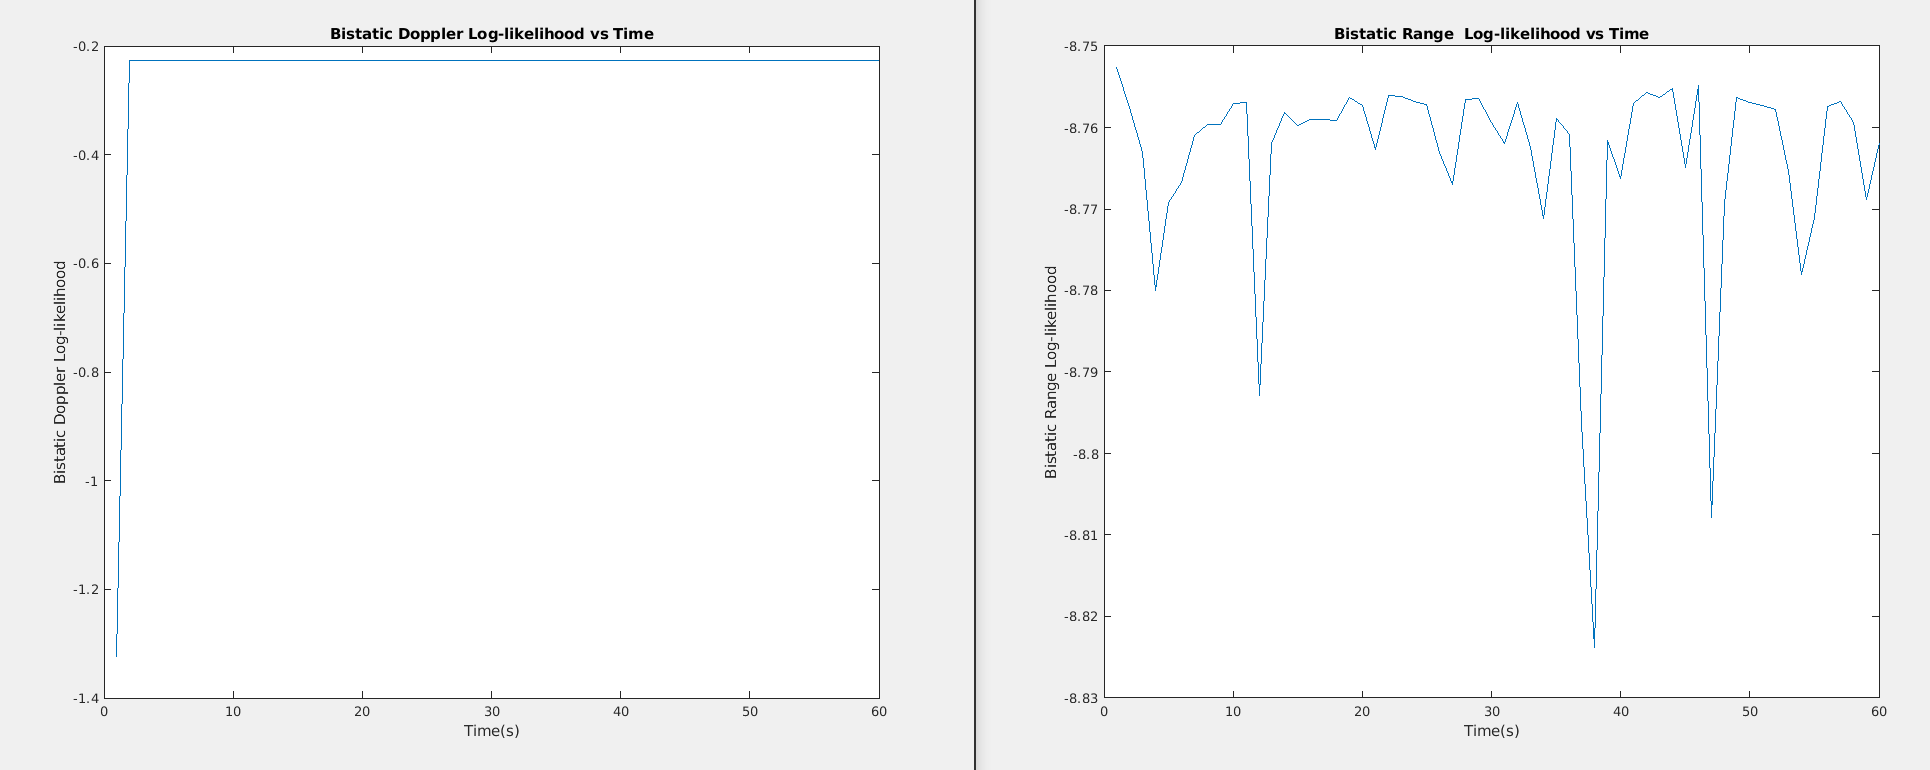 Bistatic Doppler Log-likelihood vs Time
-0.2
-0.4
-0.6
-0.8
-1
-1.2
-1.4
Bistatic Doppler Log-likelihood
0 10 20 30 40 50 60
Time(s)
Bistatic Range  Log-likelihood vs Time
-8.75
-8.76
-8.77
-8.78
-8.79
-8.8
-8.81
-8.82
-8.83
Bistatic Range Log-likelihood
0 10 20 30 40 50 60
Time(s)